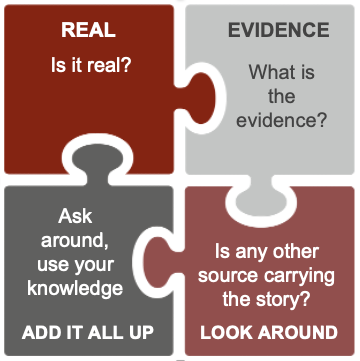 REAL
Is it real?
EVIDENCE
What is
the
evidence?
Ask
around,
use your
knowledge
ADD IT ALL UP
Is any other
source carrying
the story?
LOOK AROUND